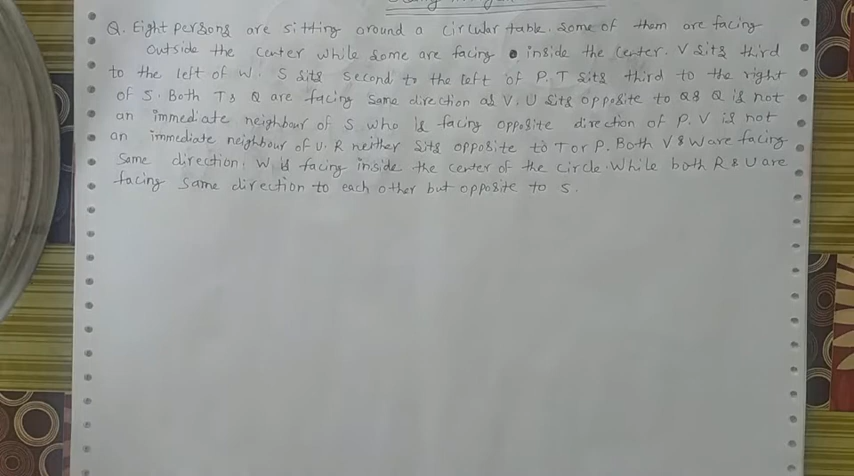 Q. Eight persons are sitting around a circular table. Some of them are facing
outside the center while some are facing inside the center. V sits third
to the left of W. S sits second to the left of P. T sits third to the right
of S. Both T & Q are facing same direction as V. U sits opposite to Q & Q is not
an immediate neighbour of S who is facing opposite direction of P. V is not
an immediate neighbour of U. R neither sits opposite to T or P. Both V & W are facing
same direction. W is facing inside the center of the circle. While both R & U are
facing same direction to each other but opposite to S.